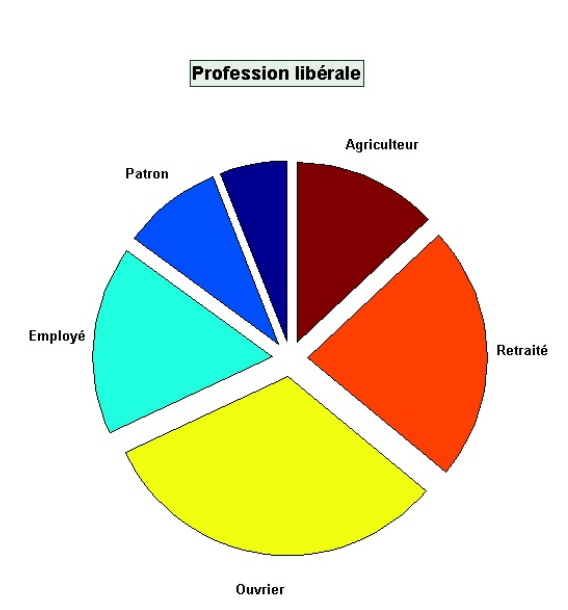 Profession libérale
Agriculteur
Patron
Employé
Retraité
Ouvrier